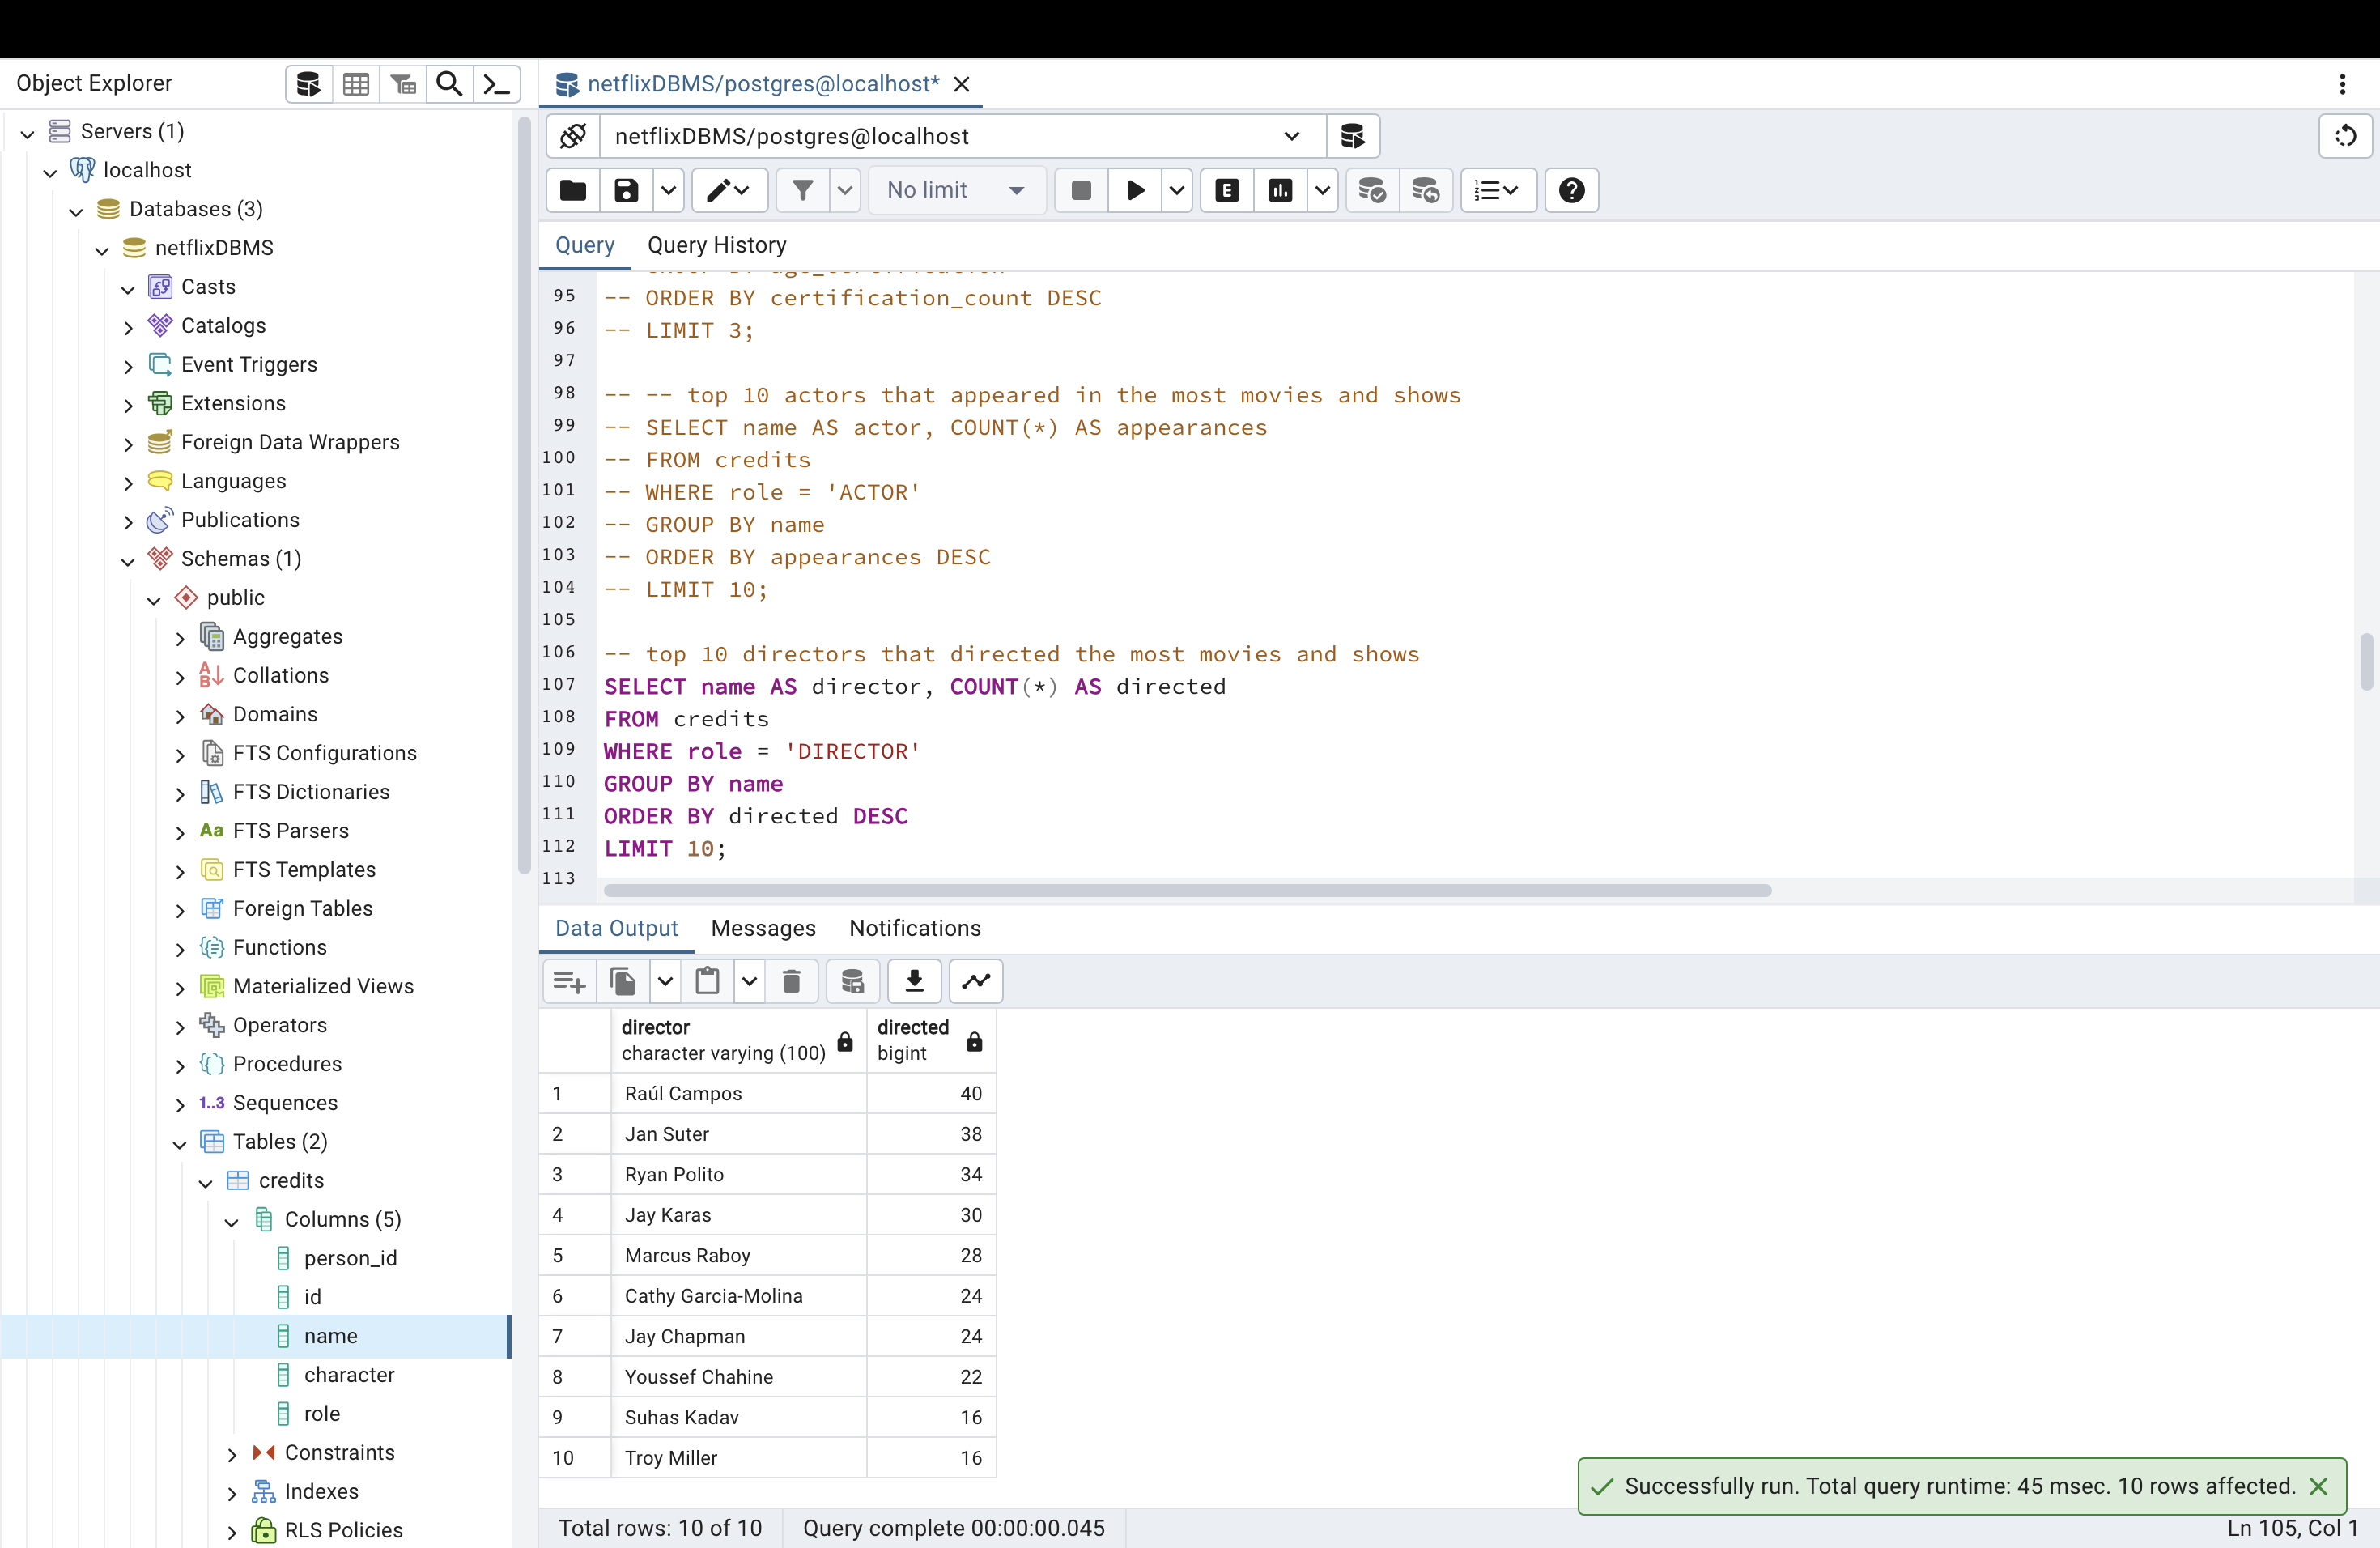 Object Explorer
netflixDBMS/postgres@localhost*
Servers (1)
localhost
Databases (3)
netflixDBMS
Casts
Catalogs
Event Triggers
Extensions
Foreign Data Wrappers
Languages
Publications
Schemas (1)
public
Aggregates
Collations
Domains
FTS Configurations
FTS Dictionaries
Aa FTS Parsers
FTS Templates
Foreign Tables
Functions
Materialized Views
Operators
Procedures
1..3 Sequences
Tables (2)
credits
Columns (5)
person_id
id
name
character
role
Constraints
Indexes
RLS Policies
netflixDBMS/postgres@localhost
No limit
E
Query Query History
95 -- ORDER BY certification_count DESC
96 -- LIMIT 3;
97
98 -- -- top 10 actors that appeared in the most movies and shows
99 -- SELECT name AS actor, COUNT(*) AS appearances
100 -- FROM credits
101 -- WHERE role = 'ACTOR'
102 -- GROUP BY name
103 -- ORDER BY appearances DESC
104 -- LIMIT 10;
105
106 -- top 10 directors that directed the most movies and shows
107 SELECT name AS director, COUNT(*) AS directed
108 FROM credits
109 WHERE role = 'DIRECTOR'
110 GROUP BY name
111 ORDER BY directed DESC
112 LIMIT 10;
113
Data Output Messages Notifications
director directed
character varying (100) bigint
1 Raúl Campos 40
2 Jan Suter 38
3 Ryan Polito 34
4 Jay Karas 30
5 Marcus Raboy 28
6 Cathy Garcia-Molina 24
7 Jay Chapman 24
8 Youssef Chahine 22
9 Suhas Kadav 16
10 Troy Miller 16
Successfully run. Total query runtime: 45 msec. 10 rows affected.
Total rows: 10 of 10 Query complete 00:00:00.045 Ln 105, Col 1